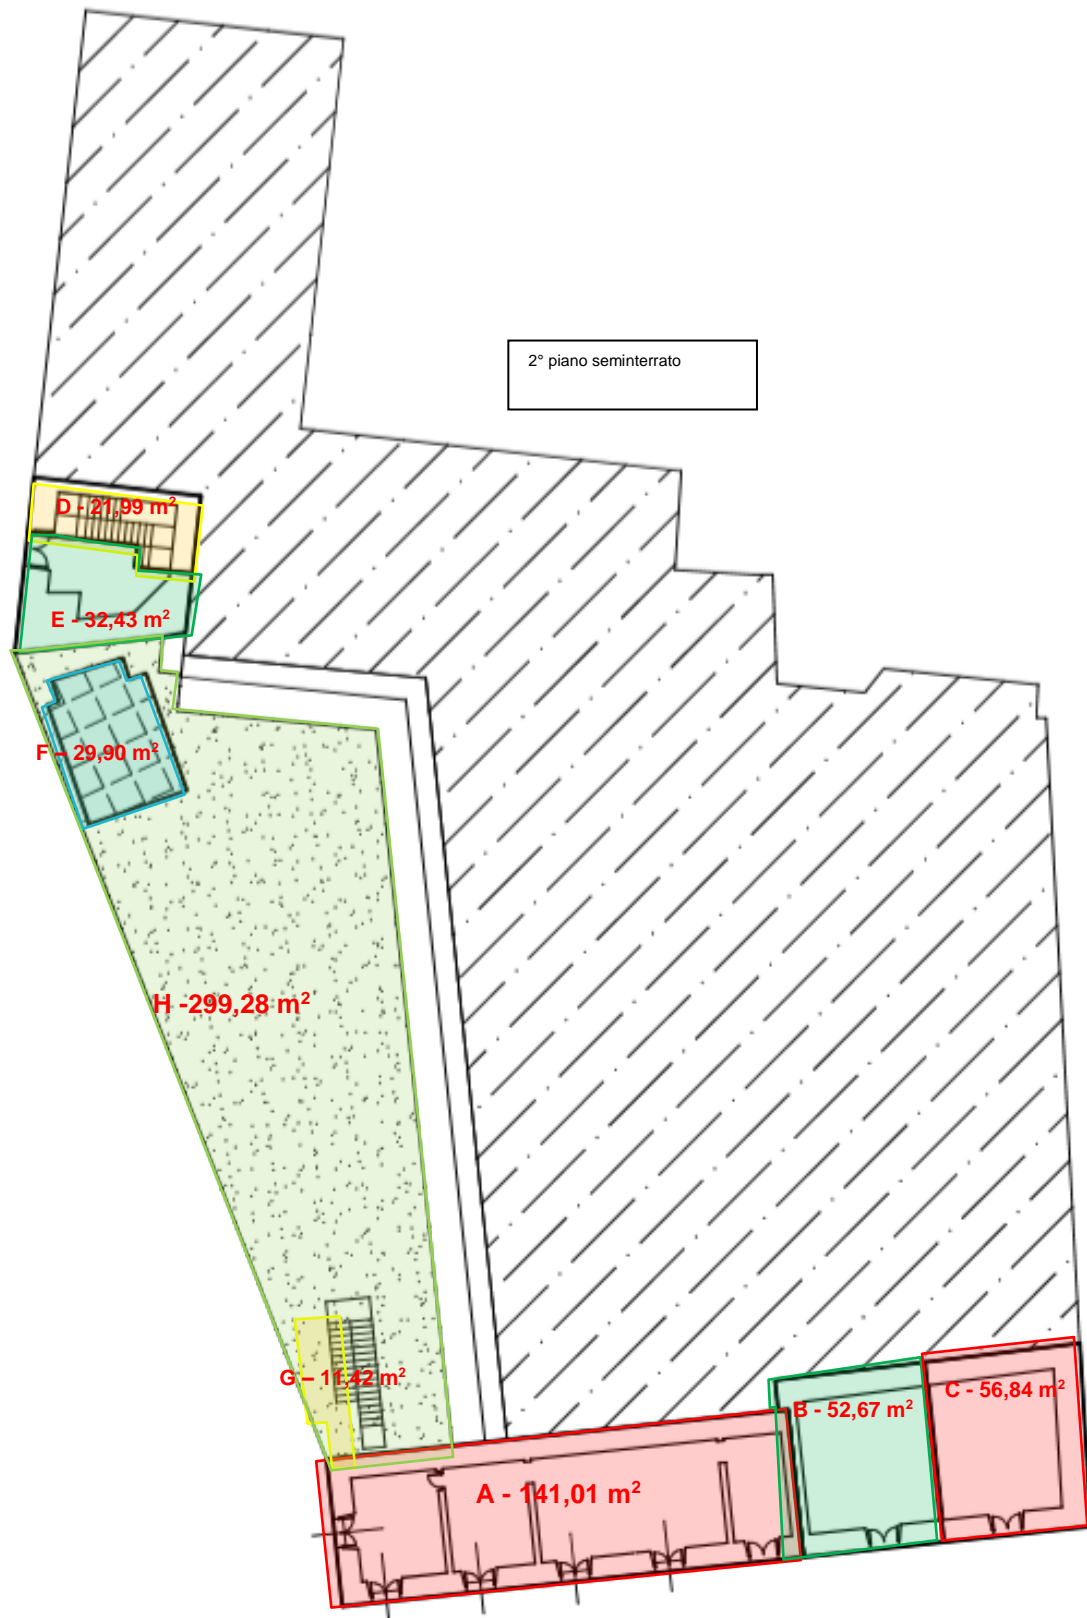 2° piano seminterrato
D - 21,99 m²
E - 32,43 m²
F – 29,90 m²
H -299,28 m²
G – 11,42 m²
C - 56,84 m²
B - 52,67 m²
A - 141,01 m²